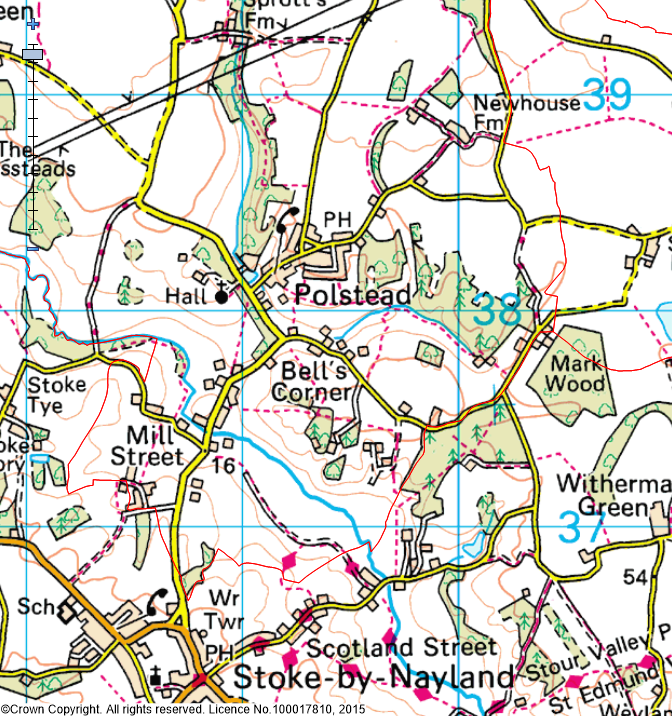 een
Sprott's
Fm
Newhouse
Fm
39
The
ssteads
PH
Hall
Polstead
38
Bell's
Corner
Mark
Wood
Stoke
Tye
Mill
Street
16
Witherma
Green
37
54
Sch
Wr
Twr
PH
Scotland Street
Stoke-by-Nayland
Stour Valley P
St Edmund
©Crown Copyright. All rights reserved. Licence No.100017810, 2015